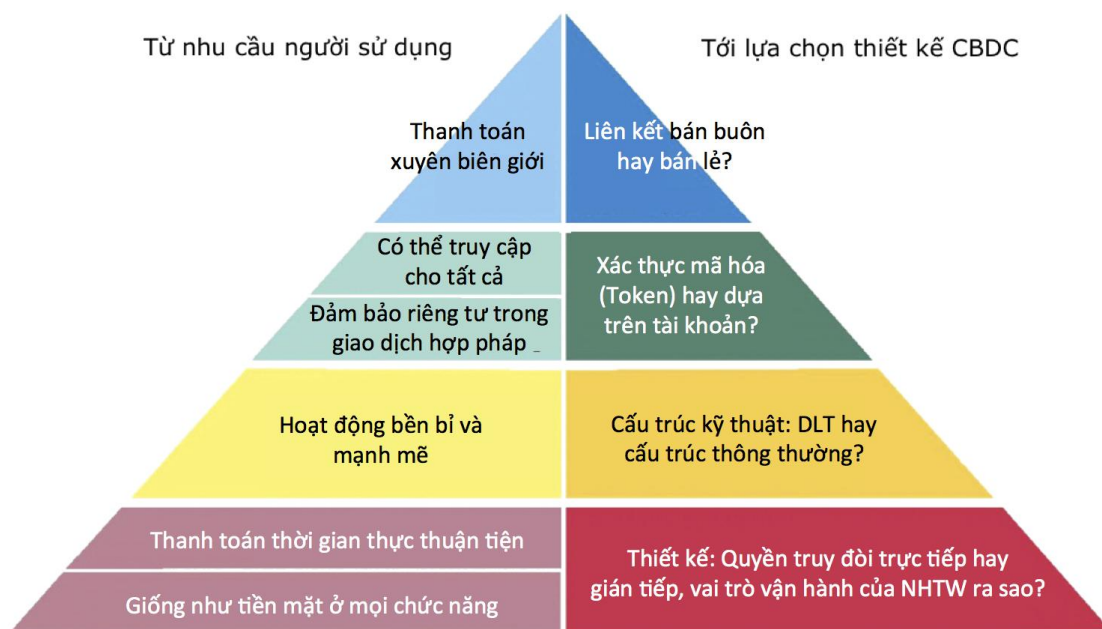 Từ nhu cầu người sử dụng
Tới lựa chọn thiết kế CBDC
Thanh toán
xuyên biên giới
Liên kết bán buôn
hay bán lẻ?
Có thể truy cập
cho tất cả
Đảm bảo riêng tư trong
giao dịch hợp pháp
Xác thực mã hóa
(Token) hay dựa
trên tài khoản?
Hoạt động bền bỉ và
mạnh mẽ
Cấu trúc kỹ thuật: DLT hay
cấu trúc thông thường?
Thanh toán thời gian thực thuận tiện
Giống như tiền mặt ở mọi chức năng
Thiết kế: Quyền truy đòi trực tiếp hay
gián tiếp, vai trò vận hành của NHTW ra sao?